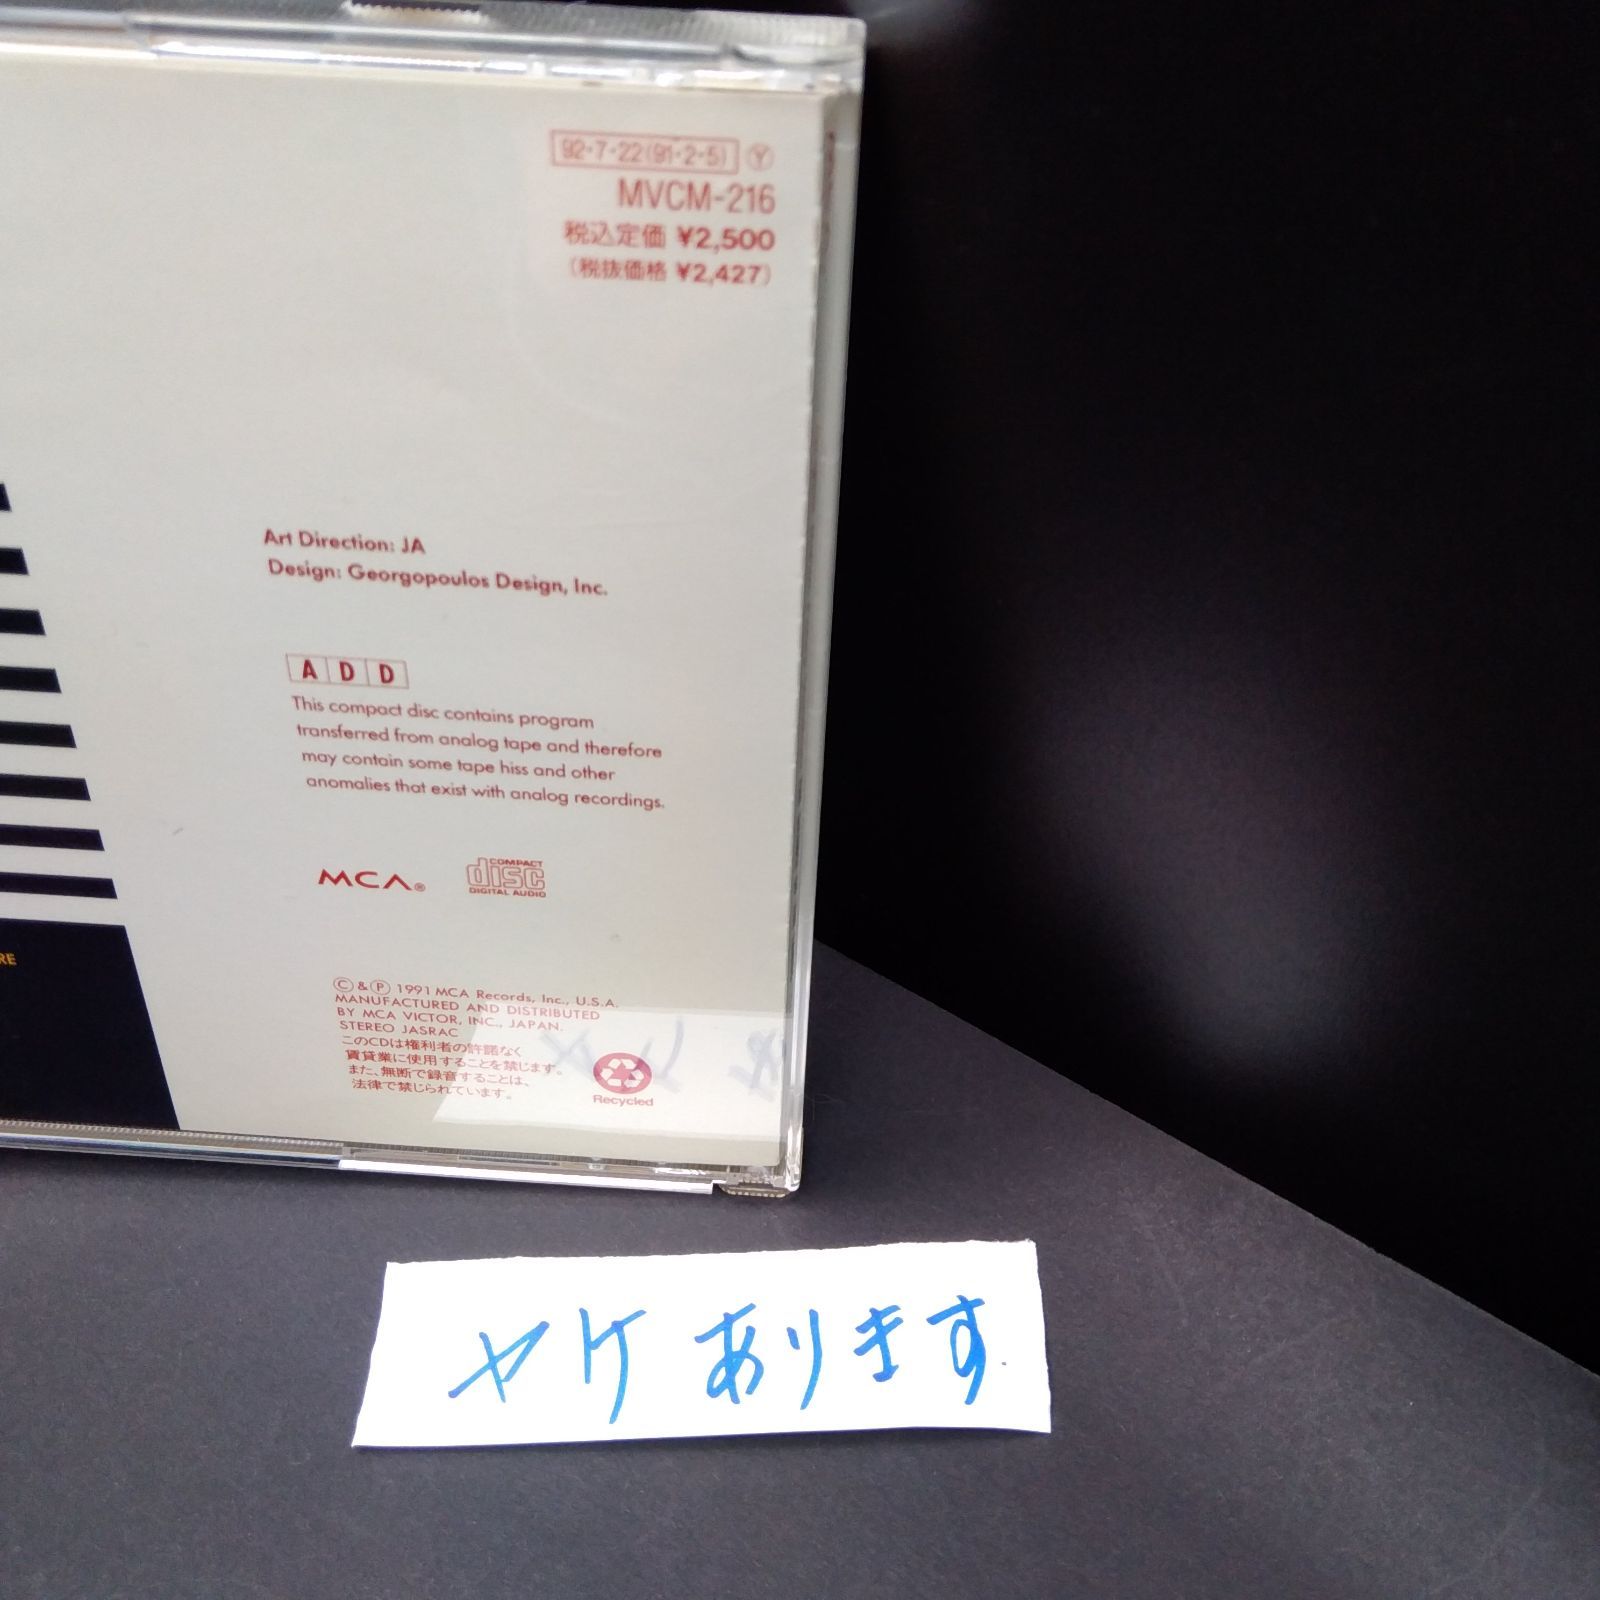 92・7・22(91・2・5) Ⓨ
MVCM-216
税込定価 ¥2,500
(税抜価格 ¥2,427)
Art Direction: JA
Design: Georgopoulos Design, Inc.
A D D
This compact disc contains program
transferred from analog tape and therefore
may contain some tape hiss and other
anomalies that exist with analog recordings.
MCA®
COMPACT
disc
DIGITAL AUDIO
RE
Ⓒ & Ⓟ 1991 MCA Records, Inc., U.S.A.
MANUFACTURED AND DISTRIBUTED
BY MCA VICTOR, INC., JAPAN.
STEREO JASRAC
このCDは権利者の許諾なく
賃貸業に使用することを禁じます。
また、無断で録音することは、
法律で禁じられています。
Recycled
ヤケあります.